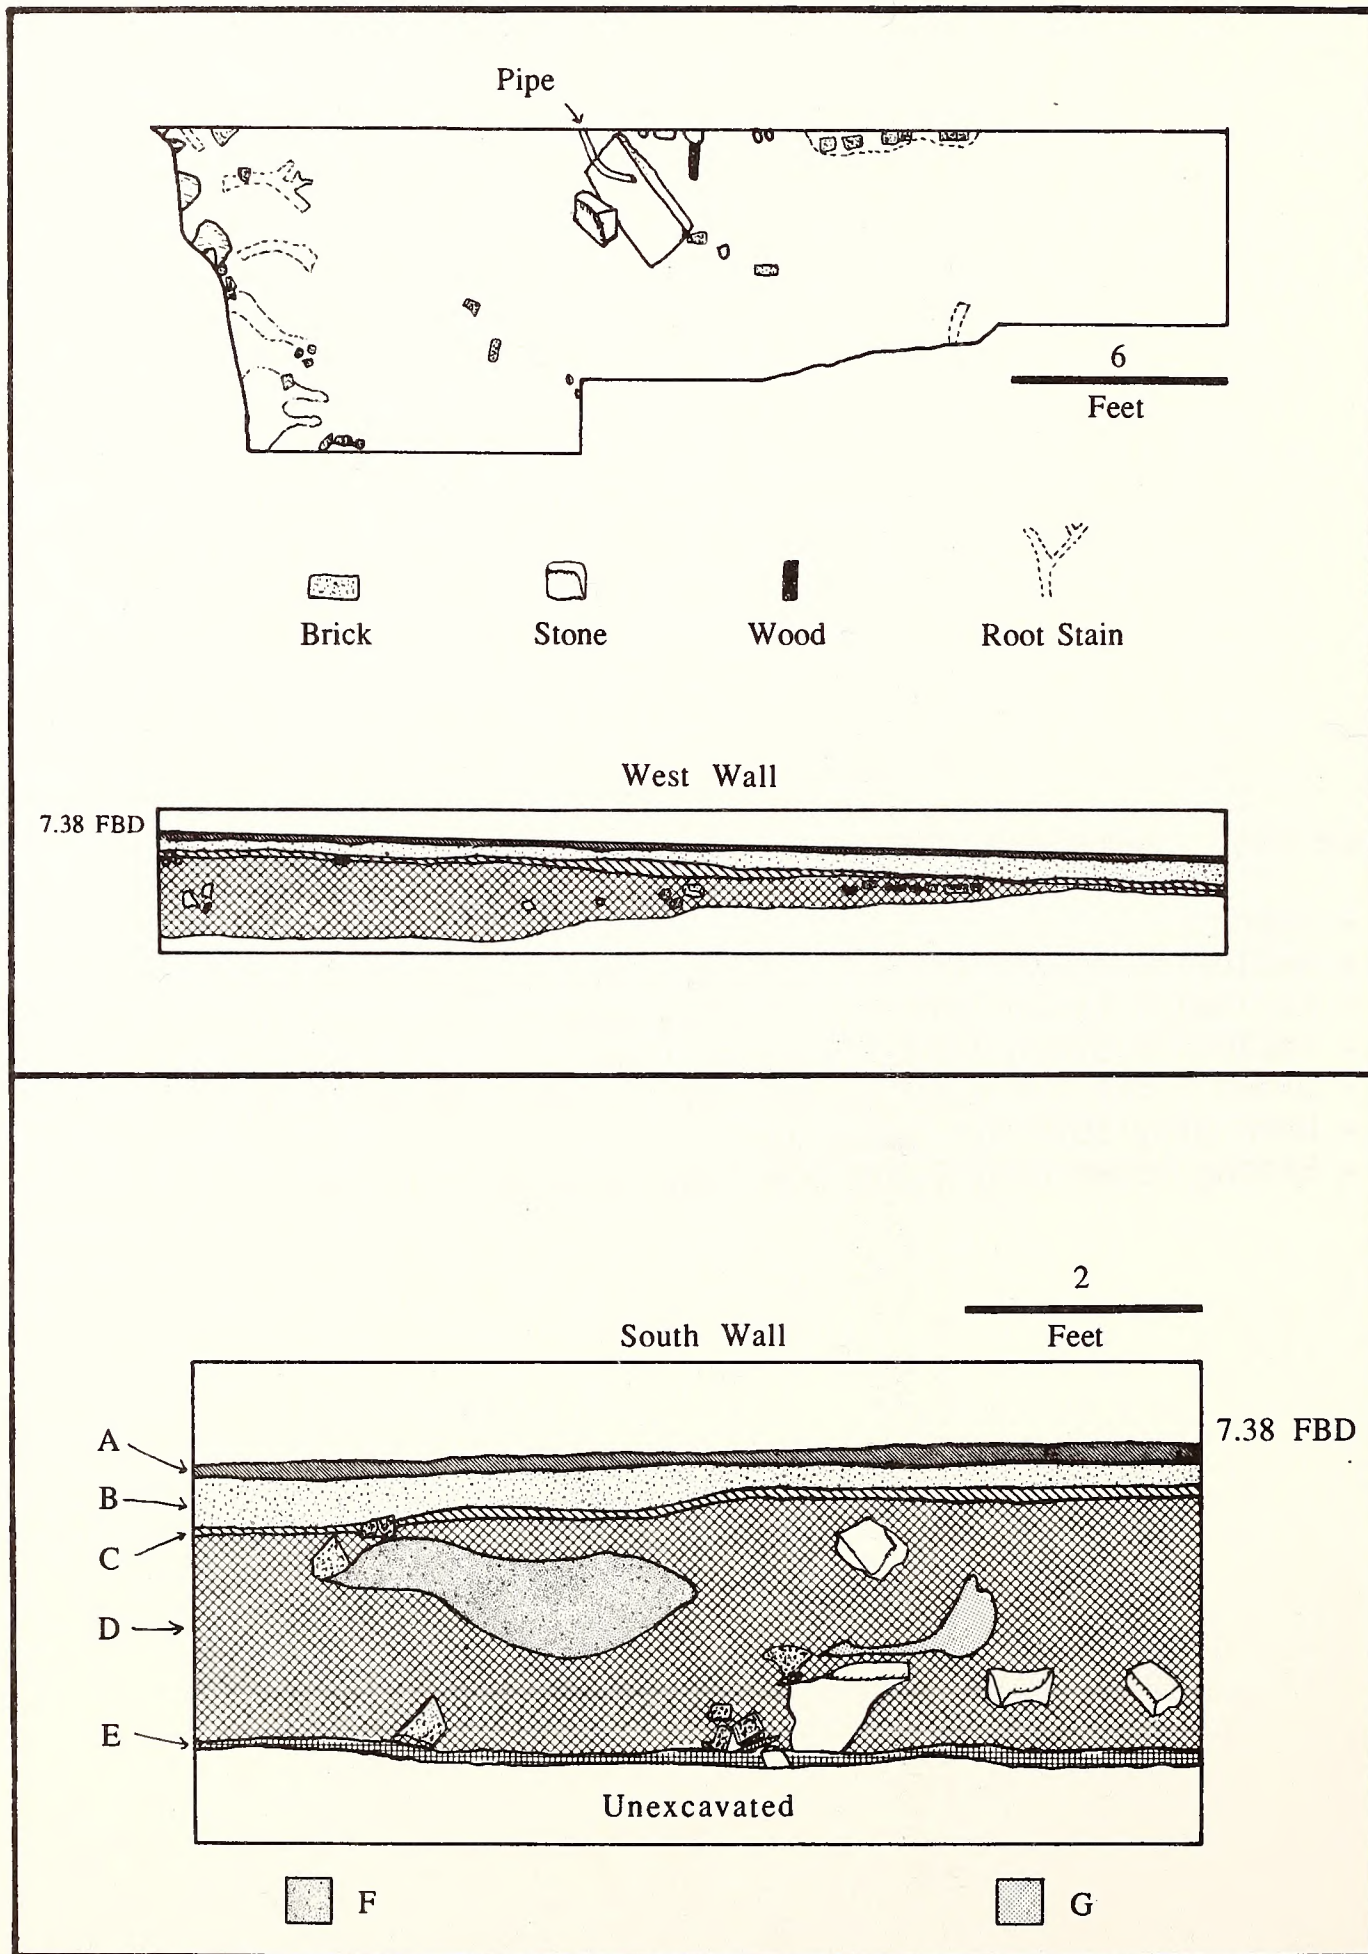 Pipe
6
Feet
Brick
Stone
Wood
Root Stain
West Wall
7.38 FBD
2
Feet
South Wall
7.38 FBD
A
B
C
D
E
Unexcavated
F
G